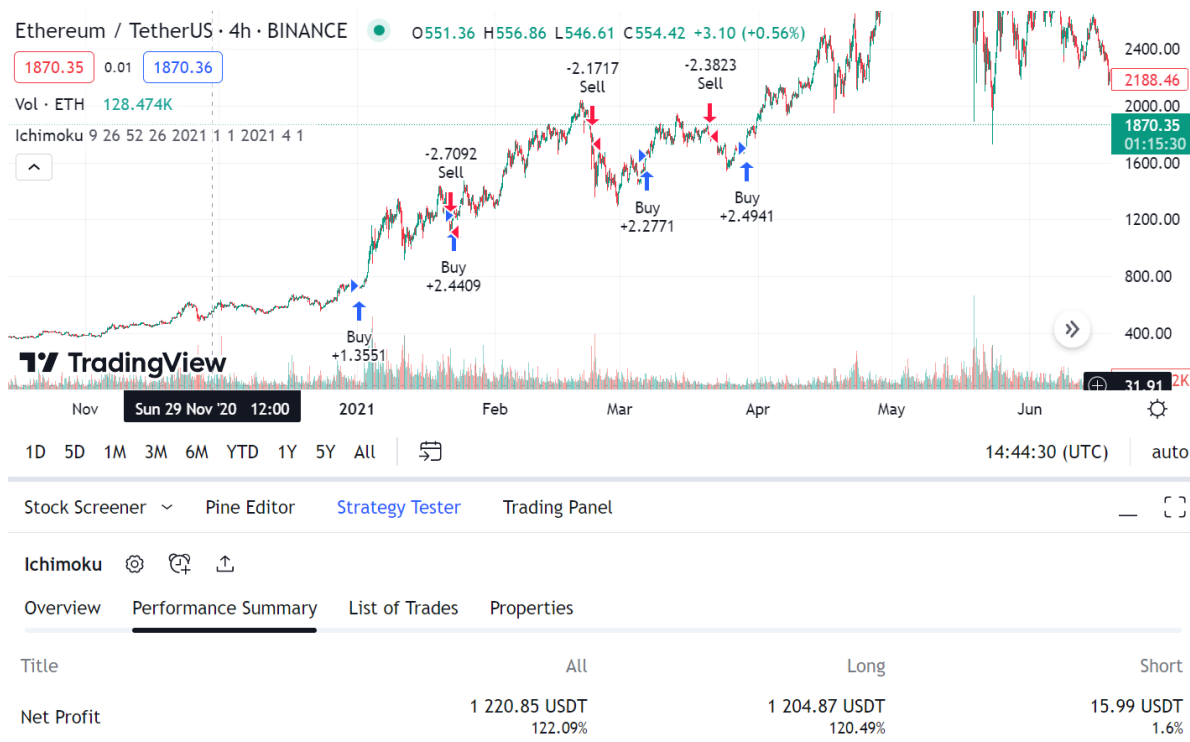 Ethereum / TetherUS · 4h · BINANCE O551.36 H556.86 L546.61 C554.42 +3.10 (+0.56%)
1870.35 0.01 1870.36
Vol · ETH 128.474K
Ichimoku 9 26 52 26 2021 1 1 2021 4 1
-2.7092
Sell
-2.1717
Sell
-2.3823
Sell
Buy
+1.3551
Buy
+2.4409
Buy
+2.2771
Buy
+2.4941
2400.00
2188.46
2000.00
1870.35
01:15:30
1600.00
1200.00
800.00
400.00
31.91 2K
TradingView
Nov Sun 29 Nov '20 12:00 2021 Feb Mar Apr May Jun
1D 5D 1M 3M 6M YTD 1Y 5Y All 14:44:30 (UTC) auto
Stock Screener Pine Editor Strategy Tester Trading Panel
Ichimoku
Overview Performance Summary List of Trades Properties
Title All Long Short
Net Profit 1 220.85 USDT 1 204.87 USDT 15.99 USDT
122.09% 120.49% 1.6%